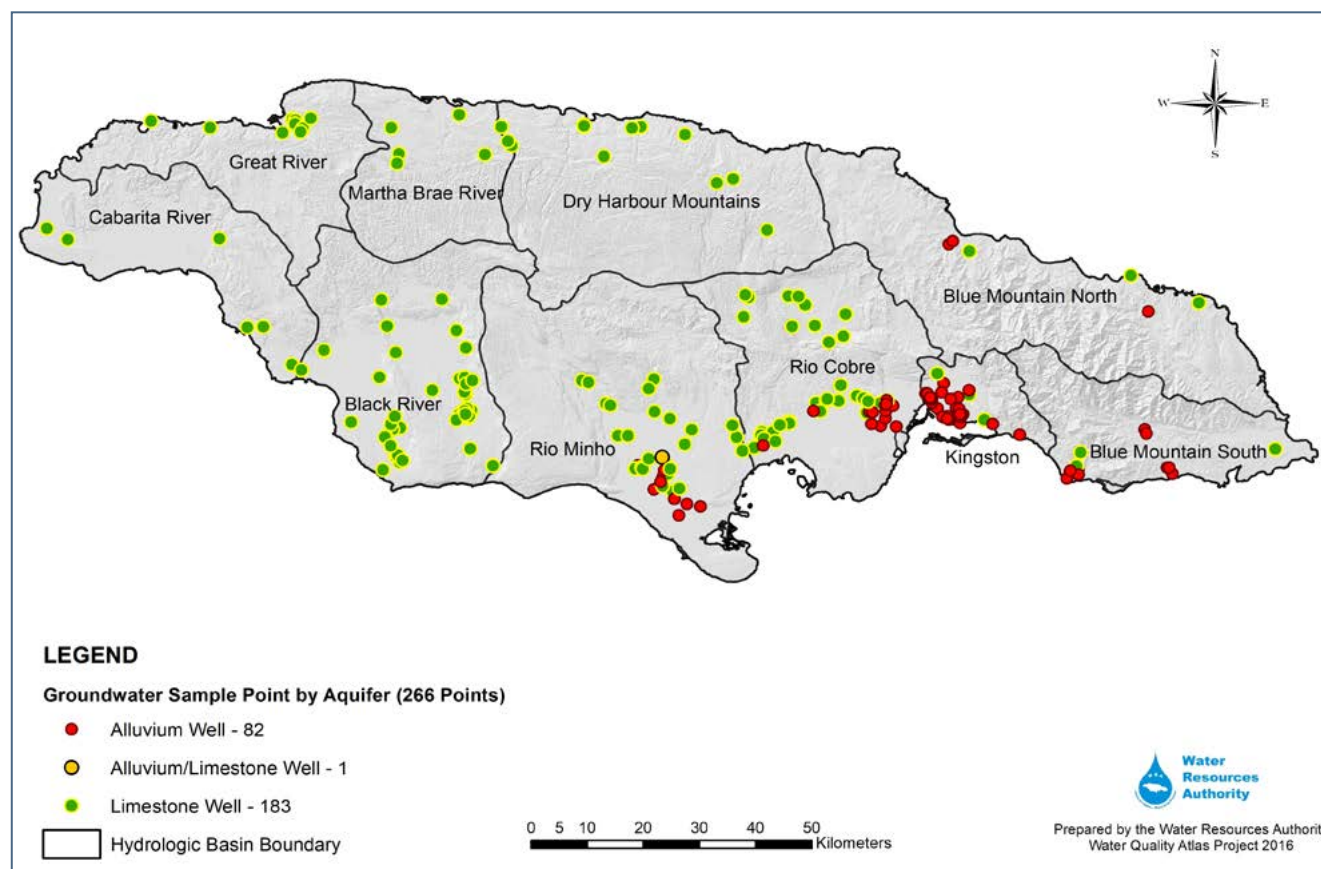 N
W E
S
Great River
Martha Brae River
Cabarita River
Dry Harbour Mountains
Blue Mountain North
Rio Cobre
Black River
Rio Minho
Kingston
Blue Mountain South
LEGEND
Groundwater Sample Point by Aquifer (266 Points)
Alluvium Well - 82
Alluvium/Limestone Well - 1
Limestone Well - 183
Hydrologic Basin Boundary
0 5 10 20 30 40 50
Kilometers
Water
Resources
Authority
Prepared by the Water Resources Authorit
Water Quality Atlas Project 2016